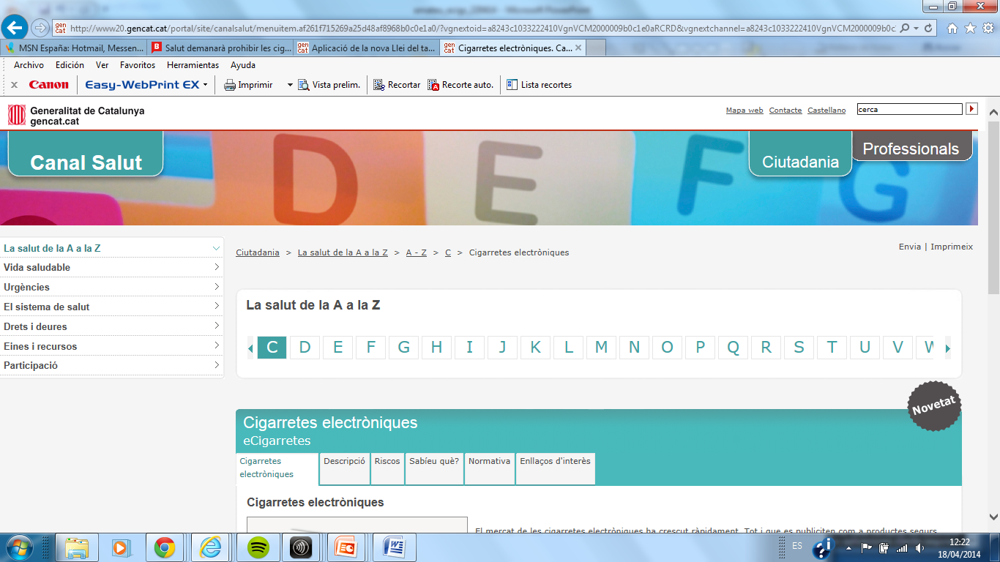 http://www20.gencat.cat/portal/site/canalsalut/menuitem.af261f715269a25d48af8968b0c0e1a0/?vgnextoid=a8243c1033222410VgnVCM2000009b0c1e0aRCRD&vgnextchannel=a8243c1033222410VgnVCM2000009b0c:
MSN España: Hotmail, Messen...
Salut demanarà prohibir les cig...
Aplicació de la nova Llei del ta...
Cigarretes electròniques. Ca...
Archivo Edición Ver Favoritos Herramientas Ayuda
x Canon Easy-WebPrint EX Imprimir Vista prelim. Recortar Recorte auto. Lista recortes
Generalitat de Catalunya
gencat.cat
Mapa web Contacte Castellano cerca
Canal Salut
D E F G
Ciutadania
Professionals
La salut de la A a la Z
Vida saludable
Urgències
El sistema de salut
Drets i deures
Eines i recursos
Participació
Ciutadania > La salut de la A a la Z > A - Z > C > Cigarretes electròniques
Envia | Imprimeix
La salut de la A a la Z
C D E F G H I J K L M N O P Q R S T U V W
Novetat
Cigarretes electròniques
eCigarretes
Cigarretes
electròniques
Descripció Riscos Sabíeu què? Normativa Enllaços d'interès
Cigarretes electròniques
El mercat de les cigarretes electròniques ha crescut ràpidament. Tot i que es publiciten com a productes segurs
ES
12:22
18/04/2014